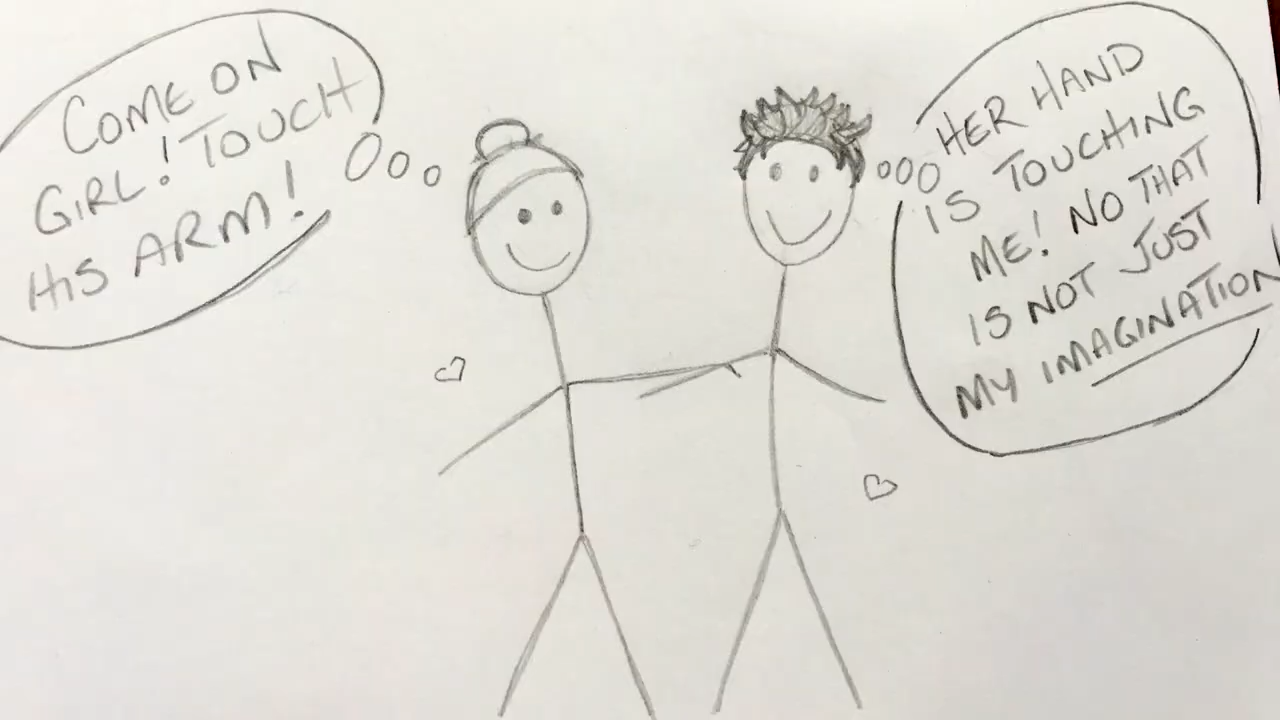 COME ON
GIRL! TOUCH
HIS ARM!
HER HAND
IS TOUCHING
ME! NO THAT
IS NOT JUST
MY IMAGINATION